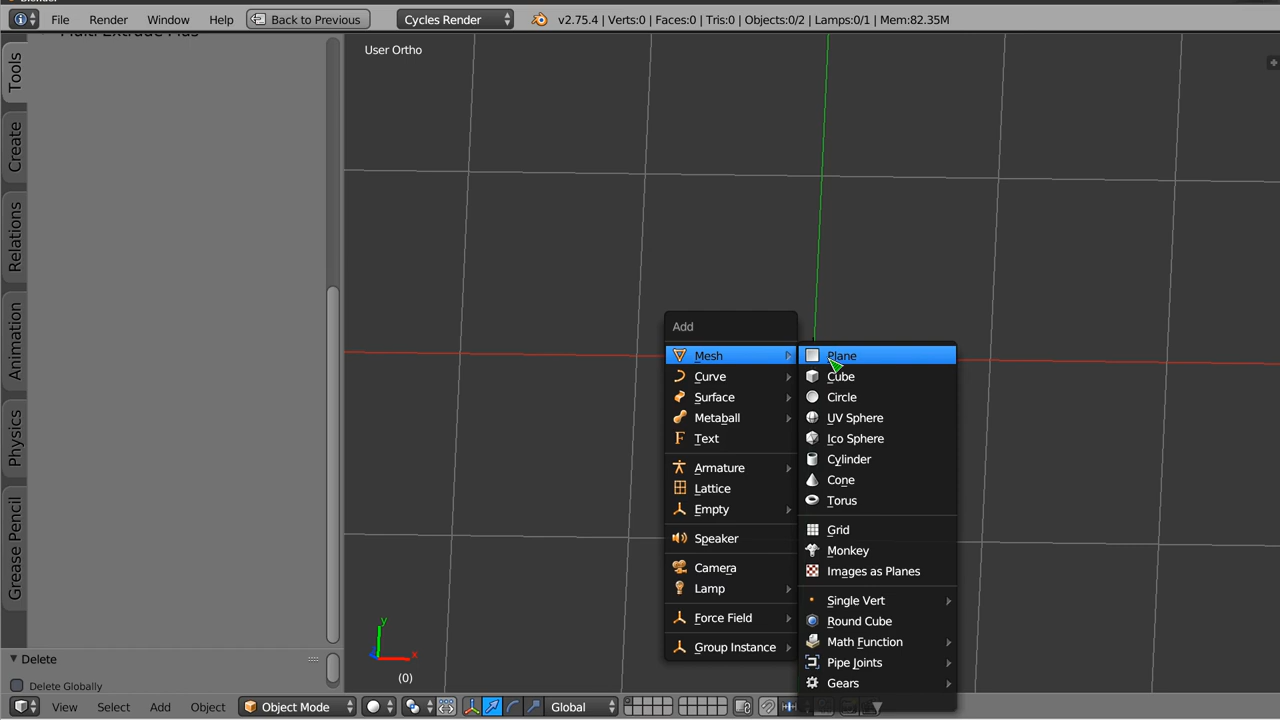 File Render Window Help Back to Previous Cycles Render v2.75.4 | Verts:0 | Faces:0 | Tris:0 | Objects:0/2 | Lamps:0/1 | Mem:82.35M
Multi Extrude Plus
User Ortho
Tools
Create
Relations
Animation
Physics
Grease Pencil
Add
Mesh
Curve
Surface
Metaball
Text
Armature
Lattice
Empty
Speaker
Camera
Lamp
Force Field
Group Instance
Plane
Cube
Circle
UV Sphere
Ico Sphere
Cylinder
Cone
Torus
Grid
Monkey
Images as Planes
Single Vert
Round Cube
Math Function
Pipe Joints
Gears
y
x
(0)
Delete
Delete Globally
View Select Add Object Object Mode Global